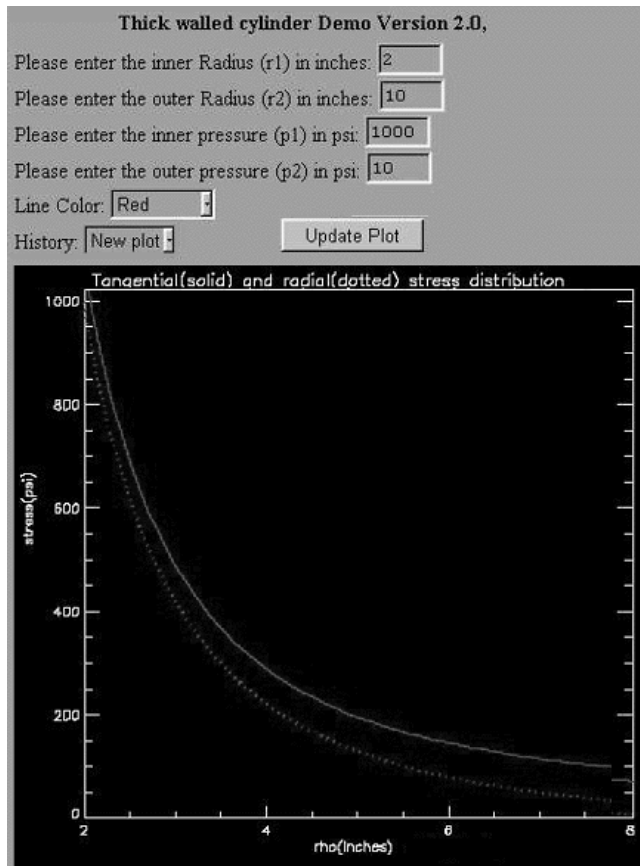 Thick walled cylinder Demo Version 2.0,
Please enter the inner Radius (r1) in inches: 2
Please enter the outer Radius (r2) in inches: 10
Please enter the inner pressure (p1) in psi: 1000
Please enter the outer pressure (p2) in psi: 10
Line Color: Red
History: New plot Update Plot
Tangential(solid) and radial(dotted) stress distribution
1000
800
600
400
200
0
stress(psi)
2 4 6 8
rho(inches)